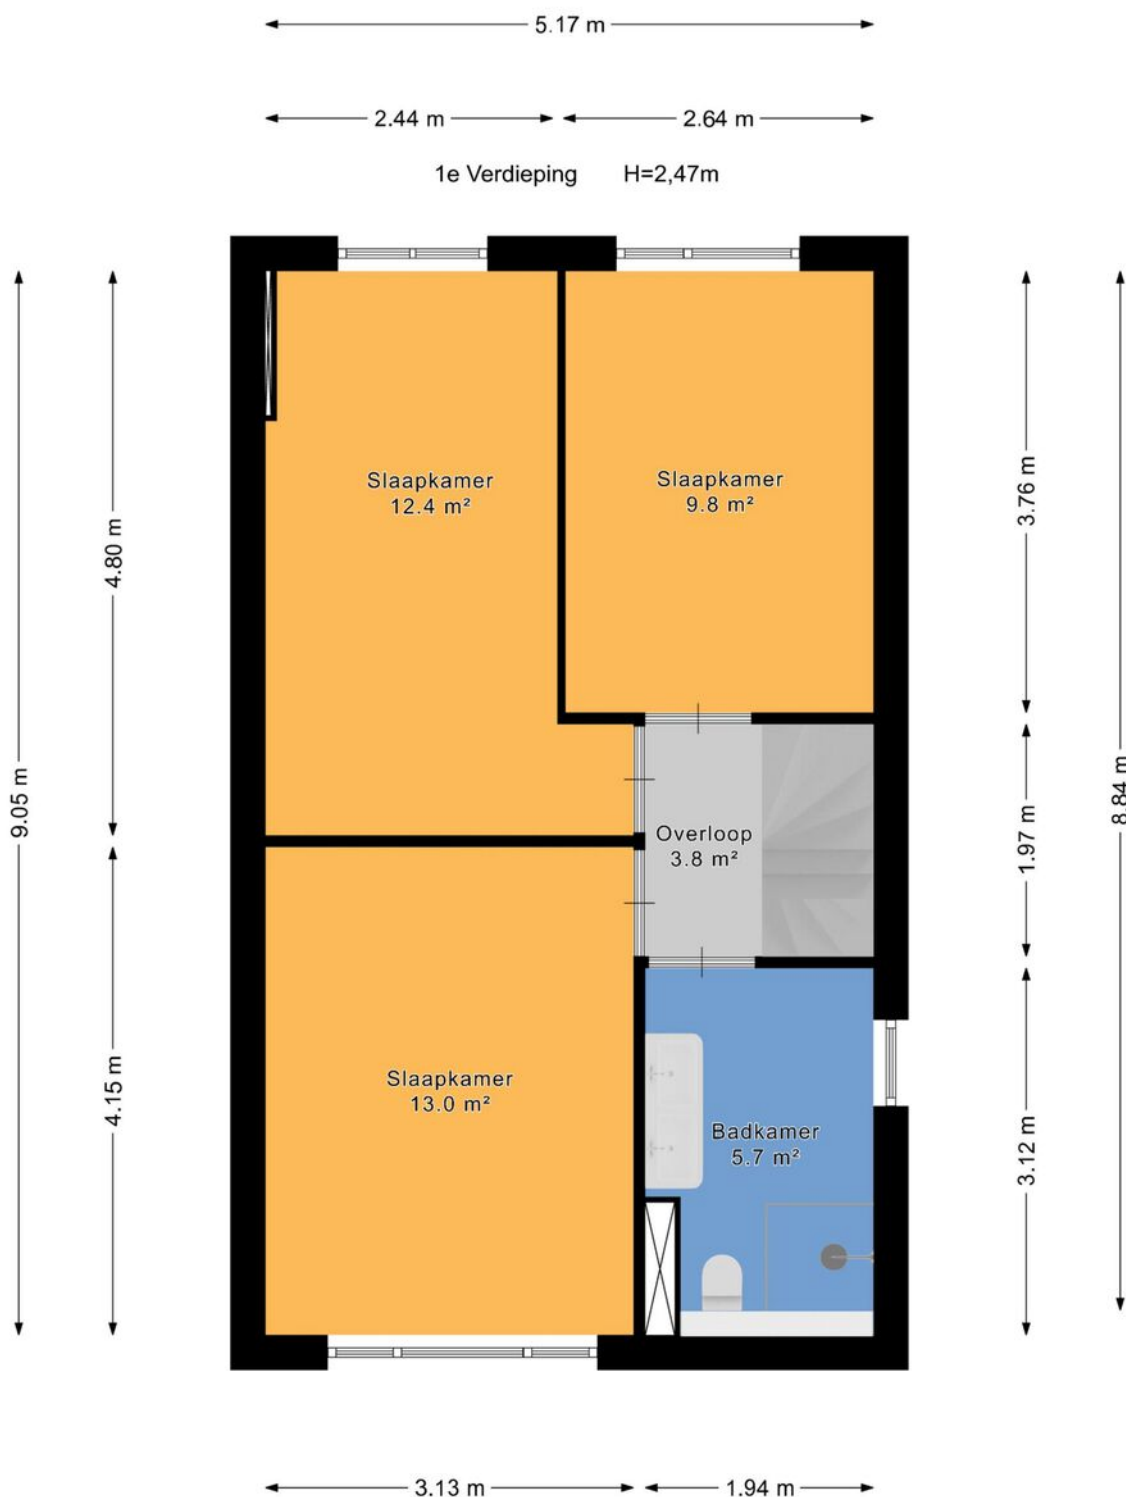 5.17 m
2.44 m
2.64 m
1e Verdieping H=2,47m
Slaapkamer
12.4 m²
Slaapkamer
9.8 m²
3.76 m
4.80 m
9.05 m
8.84 m
Overloop
3.8 m²
1.97 m
Slaapkamer
13.0 m²
4.15 m
Badkamer
5.7 m²
3.12 m
3.13 m
1.94 m